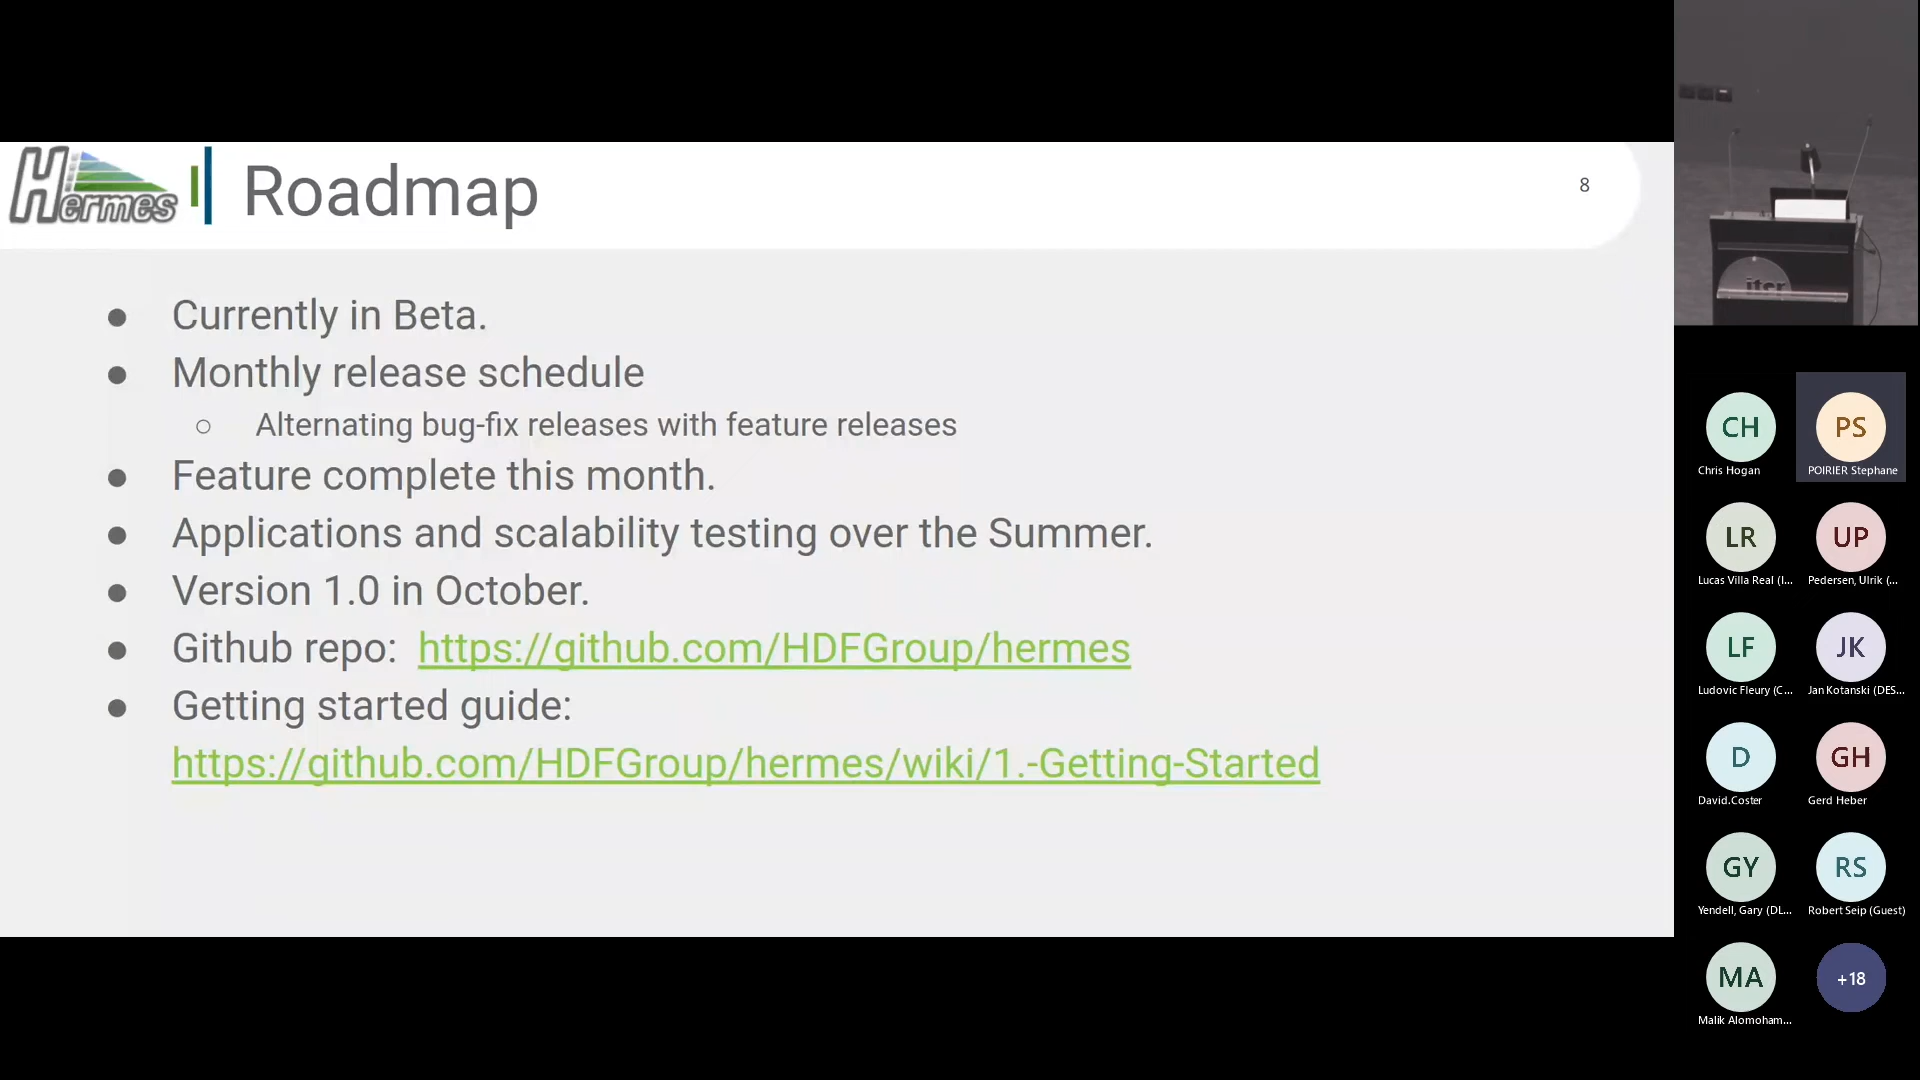 Hermes
Roadmap
8
● Currently in Beta.
● Monthly release schedule
○ Alternating bug-fix releases with feature releases
● Feature complete this month.
● Applications and scalability testing over the Summer.
● Version 1.0 in October.
● Github repo: https://github.com/HDFGroup/hermes
● Getting started guide:
https://github.com/HDFGroup/hermes/wiki/1.-Getting-Started
iter
CH
Chris Hogan
PS
POIRIER Stephane
LR
Lucas Villa Real (I...
UP
Pedersen, Ulrik (...
LF
Ludovic Fleury (C...
JK
Jan Kotanski (DES...
D
David.Coster
GH
Gerd Heber
GY
Yendell, Gary (DL...
RS
Robert Seip (Guest)
MA
Malik Alomoham...
+18